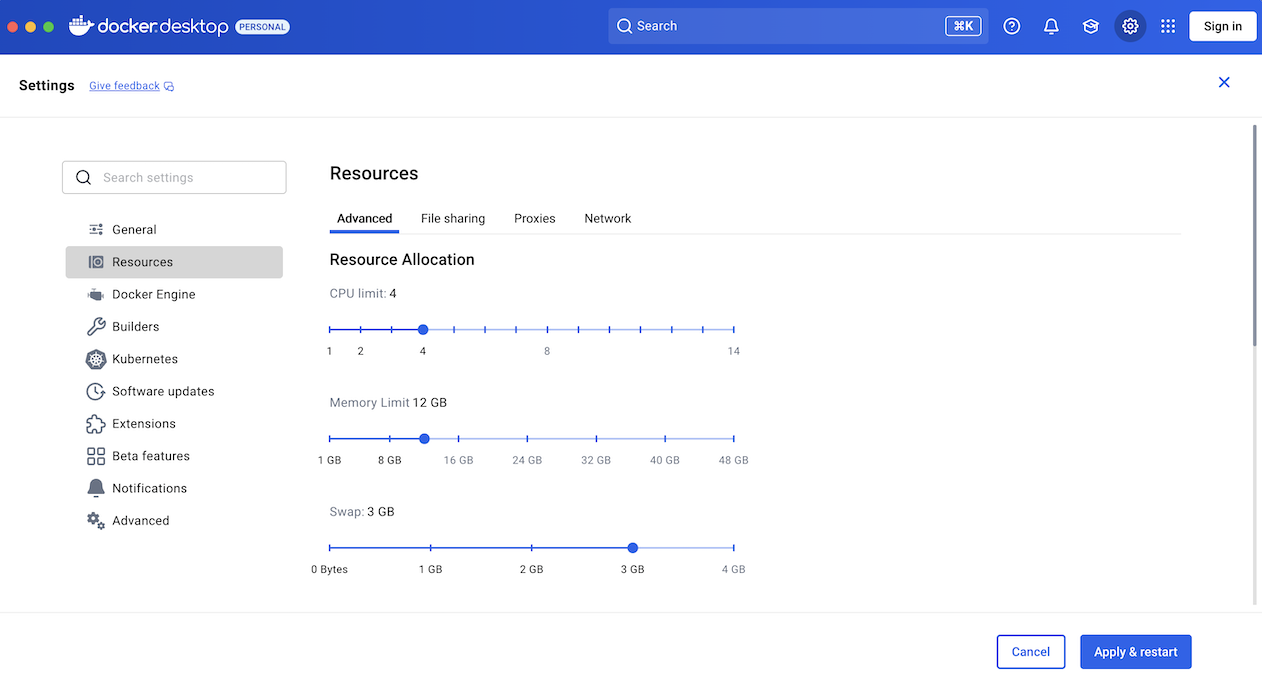 docker.desktop PERSONAL Search ⌘K Sign in
Settings Give feedback
Search settings
General
Resources
Docker Engine
Builders
Kubernetes
Software updates
Extensions
Beta features
Notifications
Advanced
Resources
Advanced File sharing Proxies Network
Resource Allocation
CPU limit: 4
1 2 4 8 14
Memory Limit 12 GB
1 GB 8 GB 16 GB 24 GB 32 GB 40 GB 48 GB
Swap: 3 GB
0 Bytes 1 GB 2 GB 3 GB 4 GB
Cancel Apply & restart